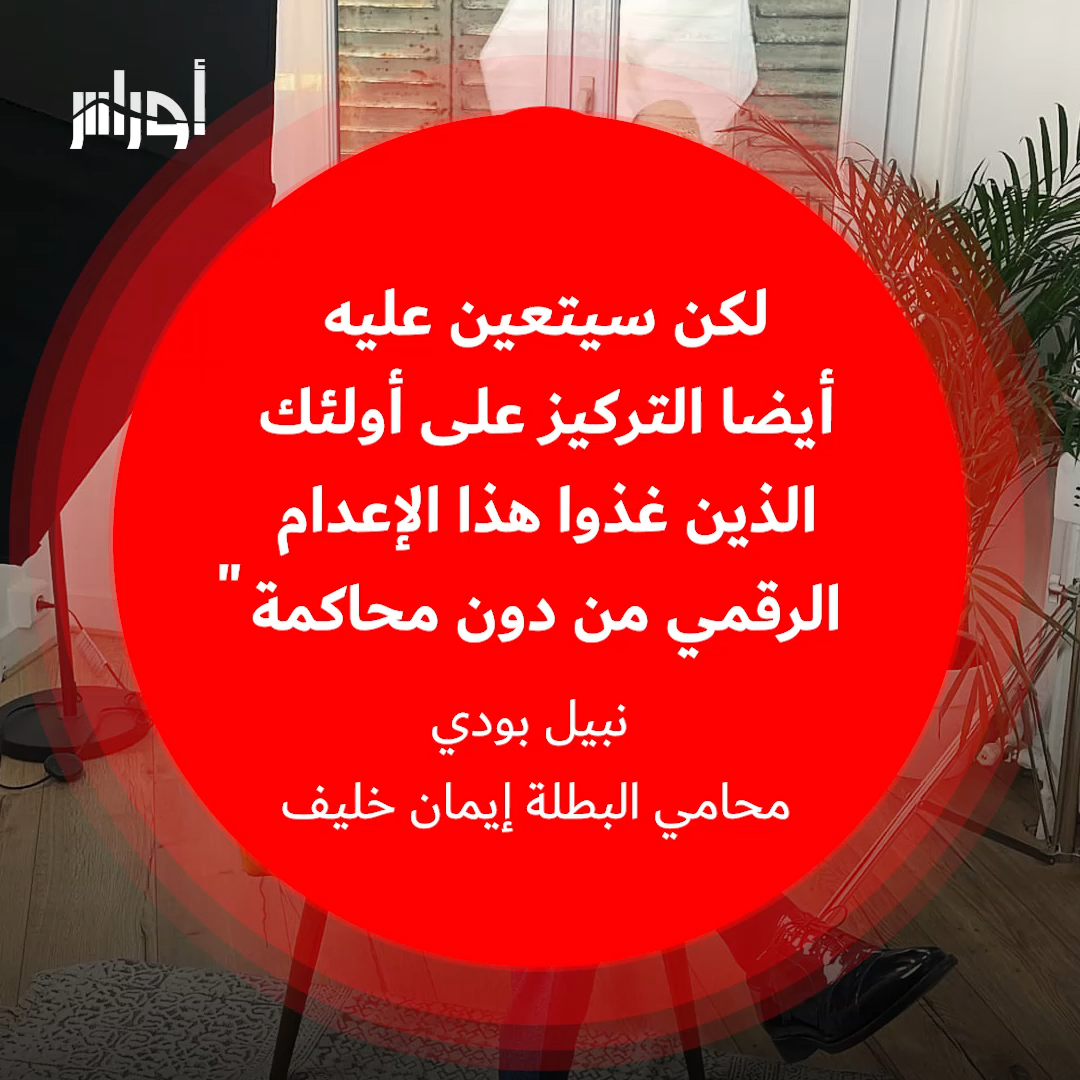 أوراس
لكن سيتعين عليه
أيضا التركيز على أولئك
الذين غذوا هذا الإعدام
الرقمي من دون محاكمة"
نبيل بودي
محامي البطلة إيمان خليف